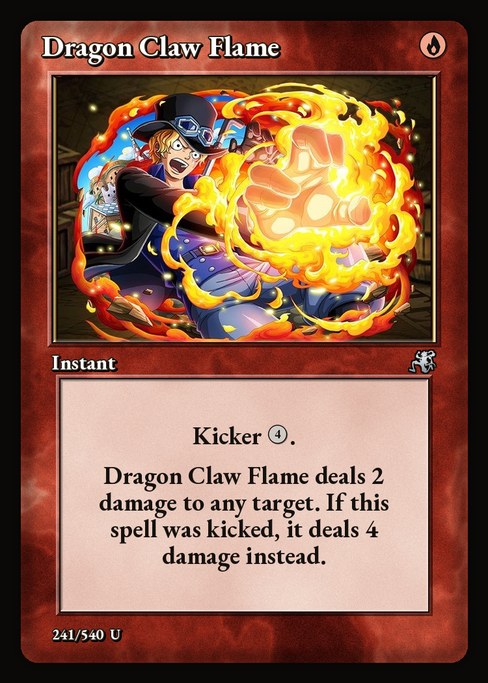 Dragon Claw Flame
Instant
Kicker 4.
Dragon Claw Flame deals 2
damage to any target. If this
spell was kicked, it deals 4
damage instead.
241/540 U